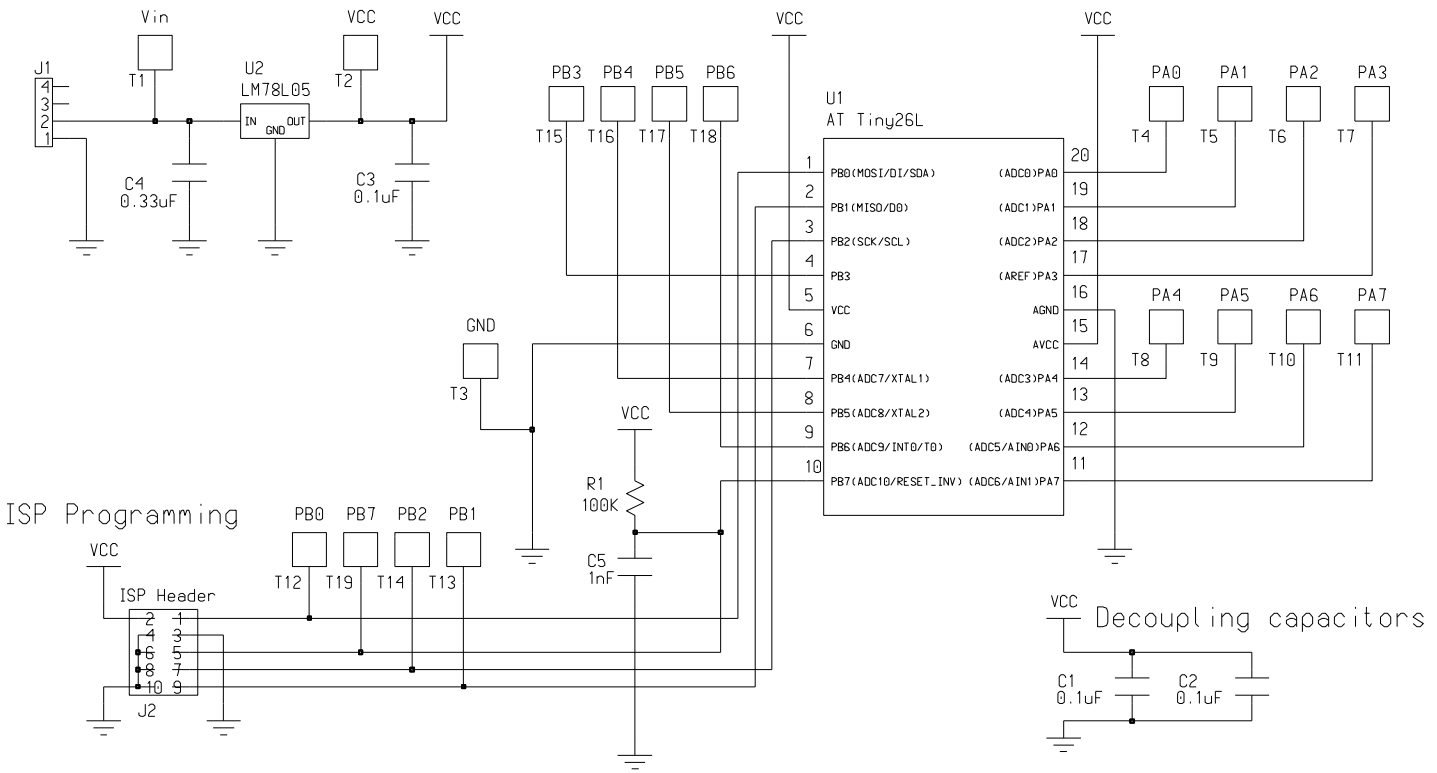 Vin
T1
VCC
T2
VCC
J1
4
3
2
1
U2
LM78L05
IN
OUT
GND
C4
0.33uF
C3
0.1uF
VCC
PB3
T15
PB4
T16
PB5
T17
PB6
T18
U1
AT Tiny26L
1
PB0(MOSI/DI/SDA)
2
PB1(MISO/DO)
3
PB2(SCK/SCL)
4
PB3
5
VCC
6
GND
7
PB4(ADC7/XTAL1)
8
PB5(ADC8/XTAL2)
9
PB6(ADC9/INT0/T0)
10
PB7(ADC10/RESET_INV)
20
(ADC0)PA0
19
(ADC1)PA1
18
(ADC2)PA2
17
(AREF)PA3
16
AGND
15
AVCC
14
(ADC3)PA4
13
(ADC4)PA5
12
(ADC5/AIN0)PA6
11
(ADC6/AIN1)PA7
VCC
PA0
T4
PA1
T5
PA2
T6
PA3
T7
PA4
T8
PA5
T9
PA6
T10
PA7
T11
GND
T3
VCC
R1
100K
C5
1nF
ISP Programming
VCC
ISP Header
2 1
4 3
6 5
8 7
10 9
J2
PB0
T12
PB7
T19
PB2
T14
PB1
T13
VCC
Decoupling capacitors
C1
0.1uF
C2
0.1uF